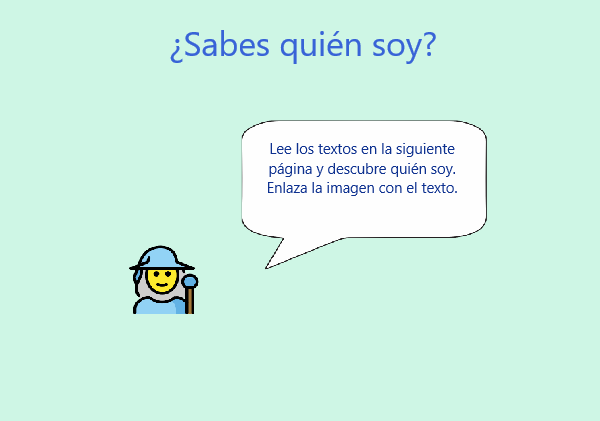 ¿Sabes quién soy?
Lee los textos en la siguiente
página y descubre quién soy.
Enlaza la imagen con el texto.